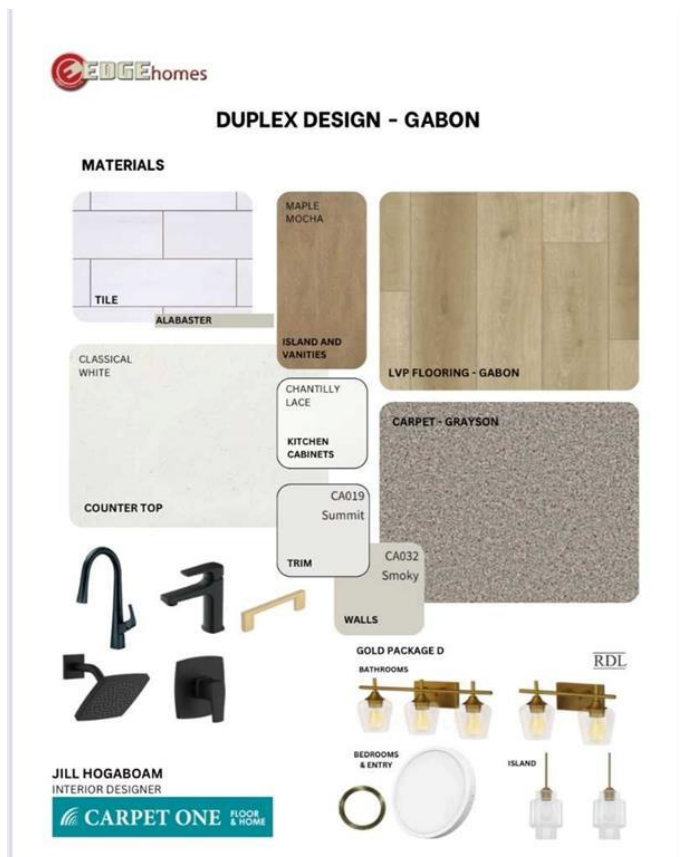 EDGEhomes
DUPLEX DESIGN - GABON
MATERIALS
TILE
ALABASTER
MAPLE
MOCHA
ISLAND AND
VANITIES
LVP FLOORING - GABON
CLASSICAL
WHITE
COUNTER TOP
CHANTILLY
LACE
KITCHEN
CABINETS
CARPET - GRAYSON
CA019
Summit
TRIM
CA032
Smoky
WALLS
GOLD PACKAGE D
RDL
BATHROOMS
BEDROOMS
& ENTRY
ISLAND
JILL HOGABOAM
INTERIOR DESIGNER
CARPET ONE FLOOR
& HOME